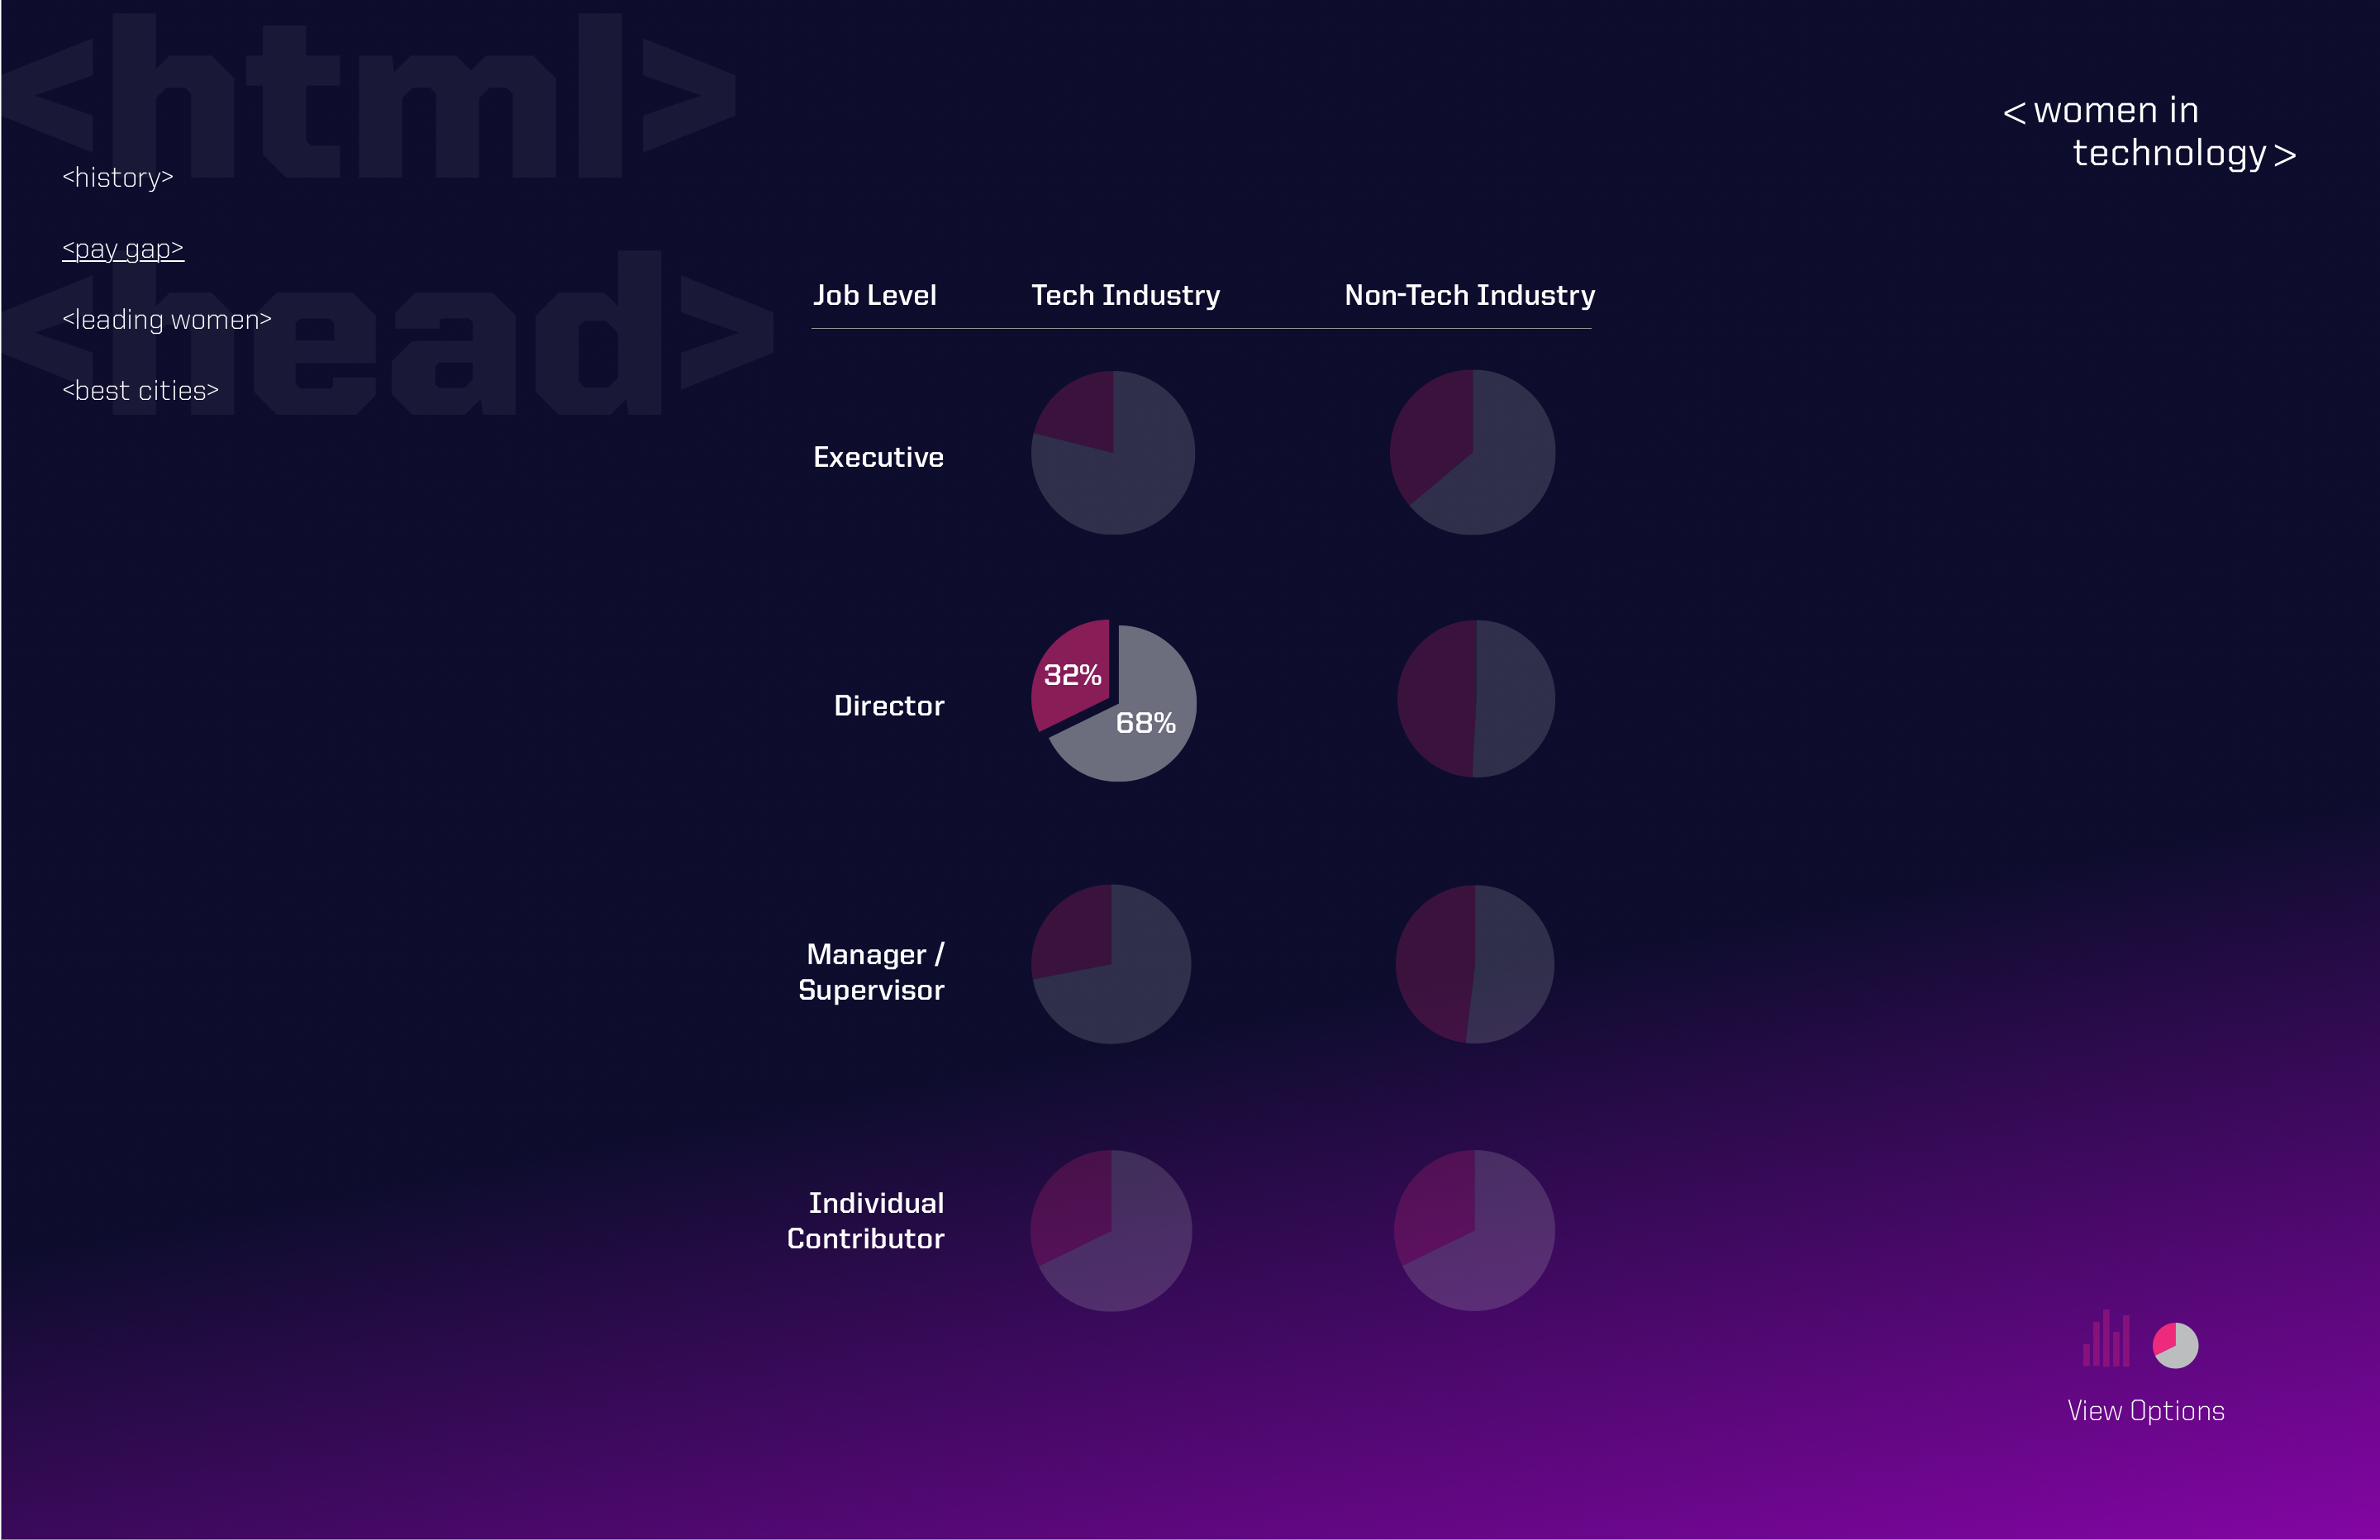 <html>
<head>
<history>
<pay gap>
<leading women>
<best cities>
< women in
technology >
Job Level Tech Industry Non-Tech Industry
Executive
Director
32%
68%
Manager /
Supervisor
Individual
Contributor
View Options